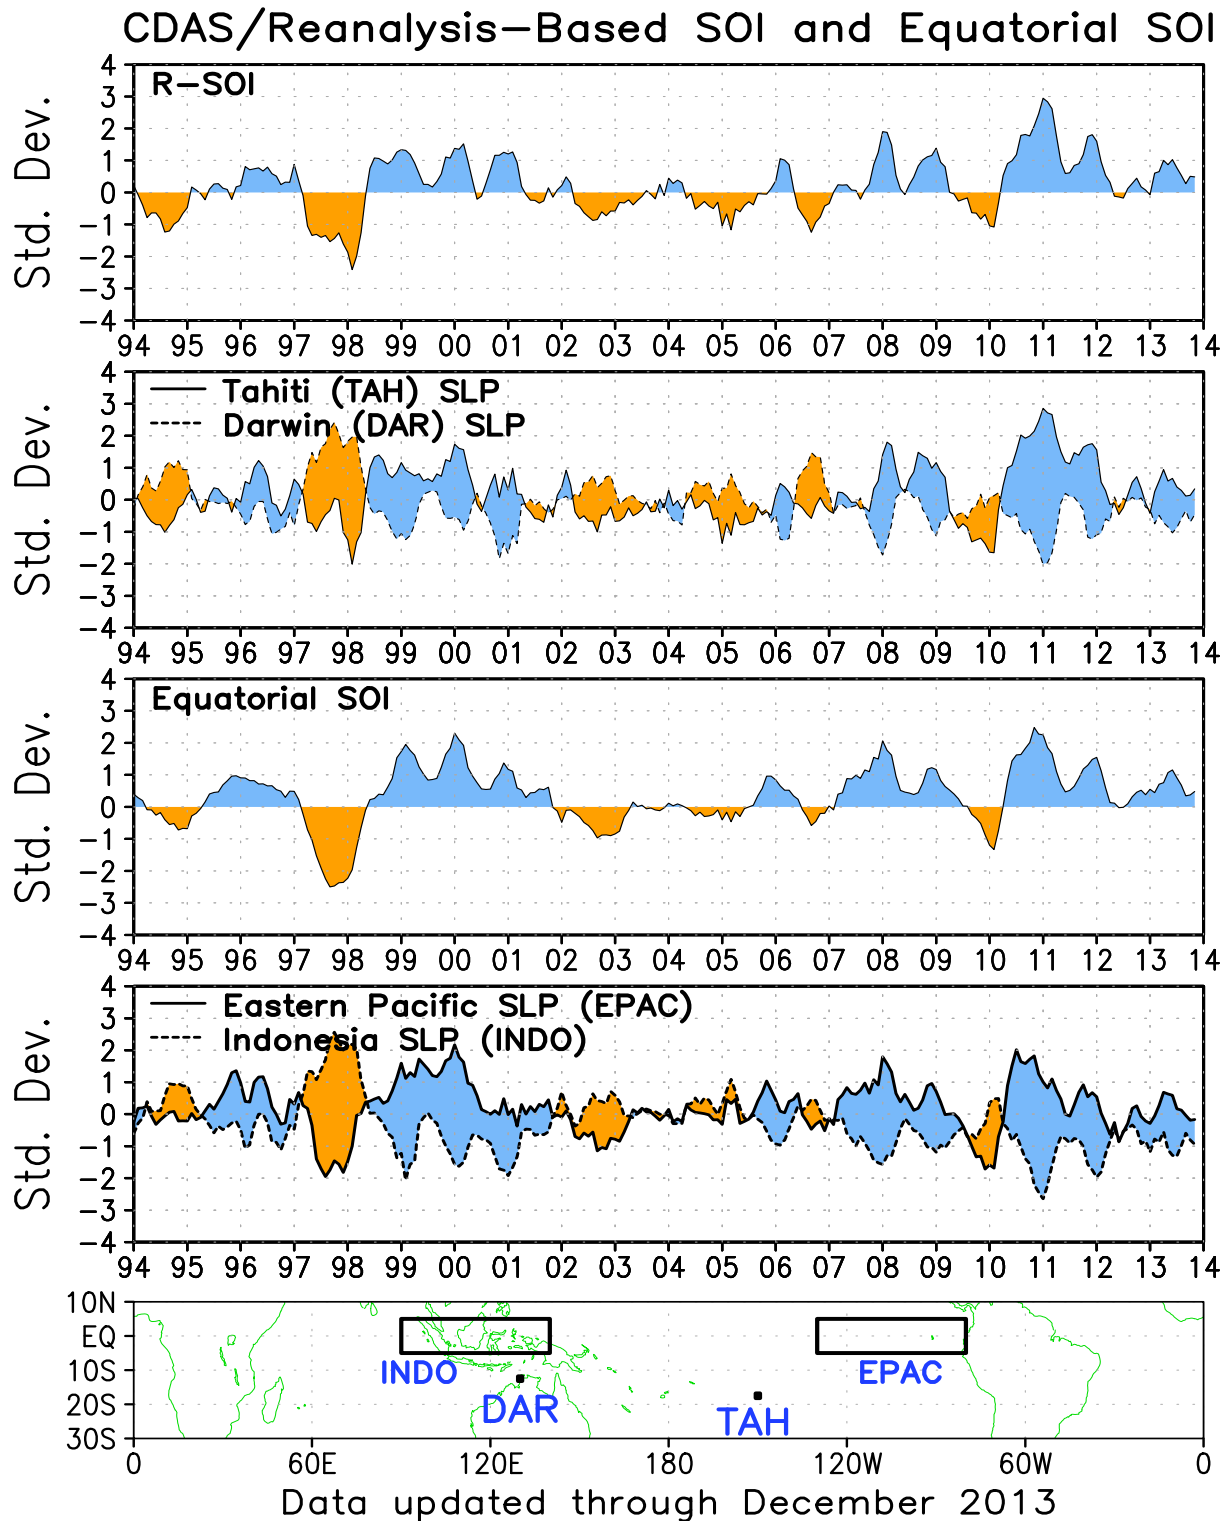 CDAS/Reanalysis-Based SOI and Equatorial SOI
R-SOI
Std. Dev.
4
3
2
1
0
-1
-2
-3
-4
94 95 96 97 98 99 00 01 02 03 04 05 06 07 08 09 10 11 12 13 14
Tahiti (TAH) SLP
Darwin (DAR) SLP
Std. Dev.
4
3
2
1
0
-1
-2
-3
-4
94 95 96 97 98 99 00 01 02 03 04 05 06 07 08 09 10 11 12 13 14
Equatorial SOI
Std. Dev.
4
3
2
1
0
-1
-2
-3
-4
94 95 96 97 98 99 00 01 02 03 04 05 06 07 08 09 10 11 12 13 14
Eastern Pacific SLP (EPAC)
Indonesia SLP (INDO)
Std. Dev.
4
3
2
1
0
-1
-2
-3
-4
94 95 96 97 98 99 00 01 02 03 04 05 06 07 08 09 10 11 12 13 14
10N
EQ
10S
20S
30S
INDO
EPAC
DAR
TAH
0 60E 120E 180 120W 60W 0
Data updated through December 2013